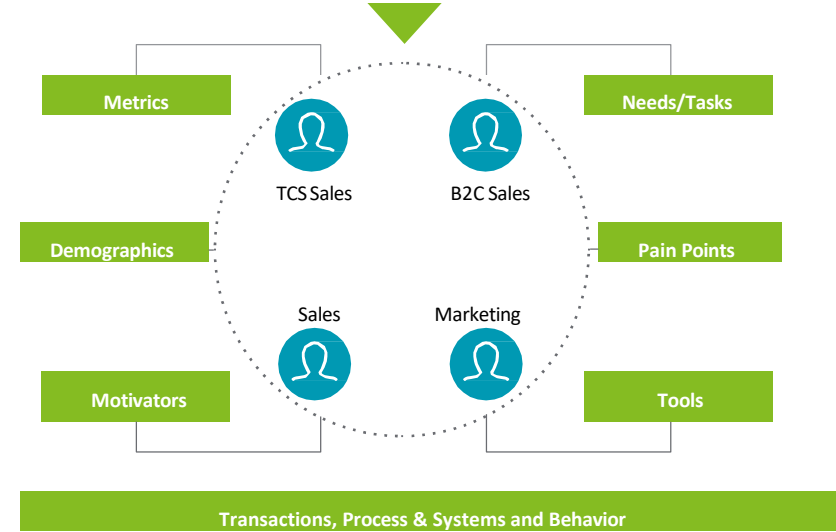 Metrics
Needs/Tasks
TCS Sales
B2C Sales
Demographics
Pain Points
Sales
Marketing
Motivators
Tools
Transactions, Process & Systems and Behavior